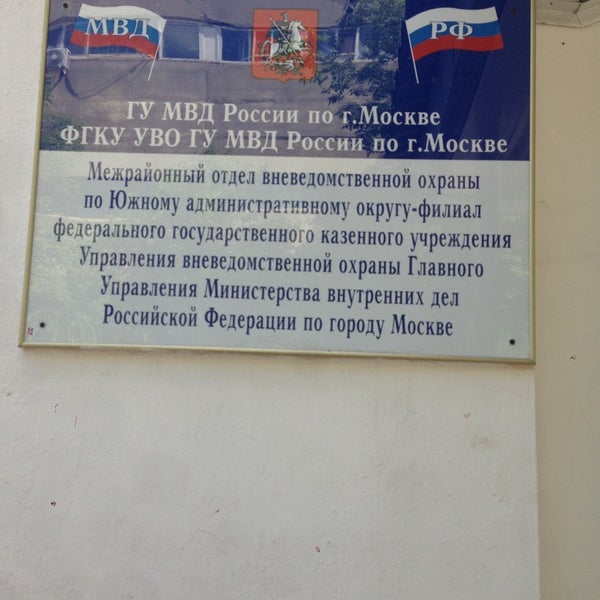 МВД
РФ
ГУ МВД России по г.Москве
ФГКУ УВО ГУ МВД России по г.Москве
Межрайонный отдел вневедомственной охраны
по Южному административному округу-филиал
федерального государственного казенного учреждения
Управления вневедомственной охраны Главного
Управления Министерства внутренних дел
Российской Федерации по городу Москве